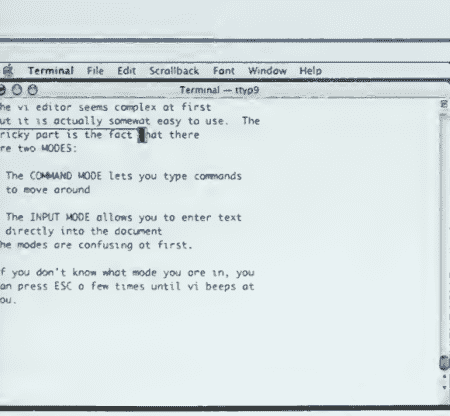 Terminal File Edit Scrollback Font Window Help
Terminal — ttyp9
he vi editor seems complex at first
ut it is actually somewat easy to use. The
ricky part is the fact hat there
re two MODES:
The COMMAND MODE lets you type commands
to move around
The INPUT MODE allows you to enter text
directly into the document
he modes are confusing at first.
f you don't know what mode you are in, you
an press ESC a few times until vi beeps at
ou.